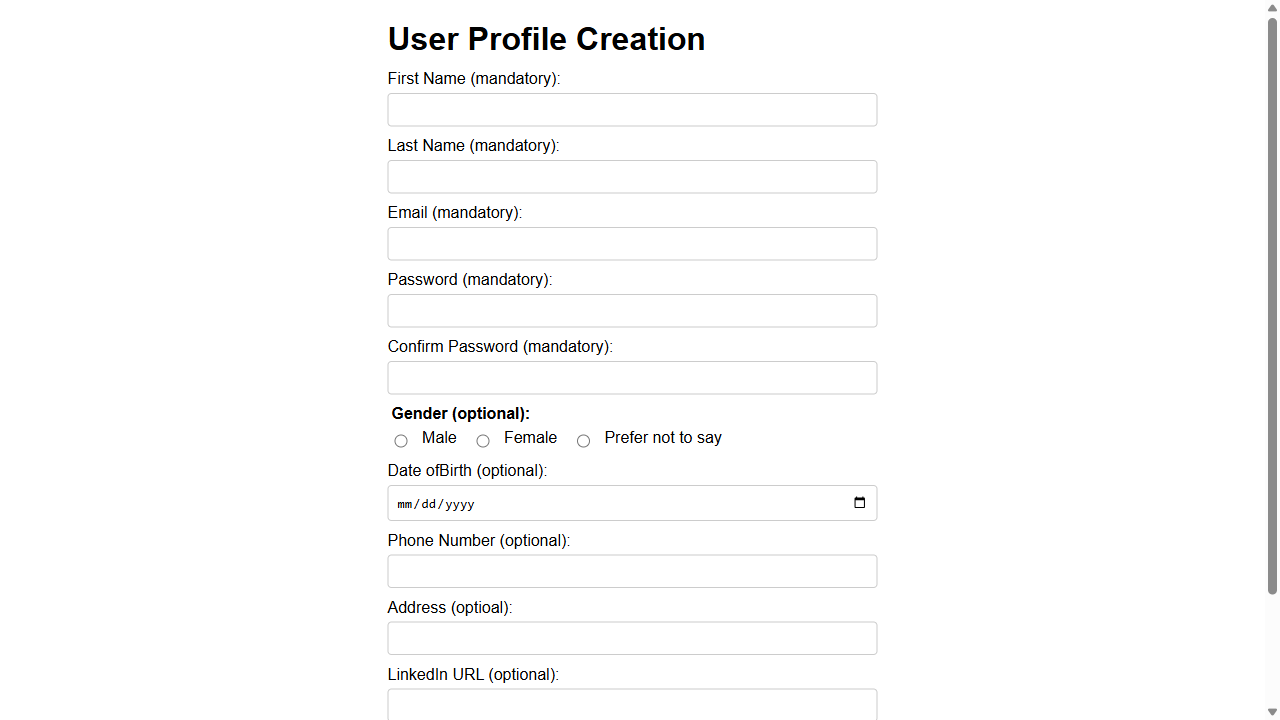 User Profile Creation
First Name (mandatory):
Last Name (mandatory):
Email (mandatory):
Password (mandatory):
Confirm Password (mandatory):
Gender (optional):
Male Female Prefer not to say
Date ofBirth (optional):
mm/dd/yyyy
Phone Number (optional):
Address (optioal):
LinkedIn URL (optional):